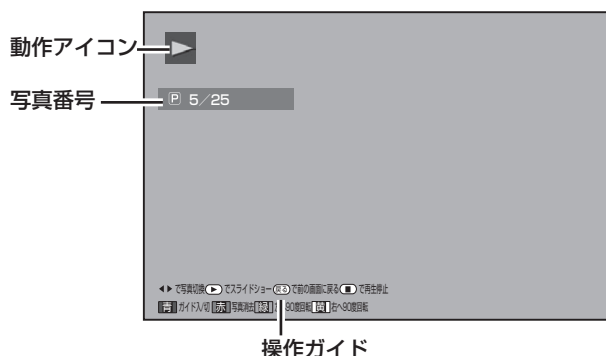 動作アイコン
写真番号
P 5/25
◀▶で写真切換▶でスライドショー戻るで前の画面に戻る■で再生停止
青ガイド入/切赤写真消去緑左へ90度回転黄右へ90度回転
操作ガイド